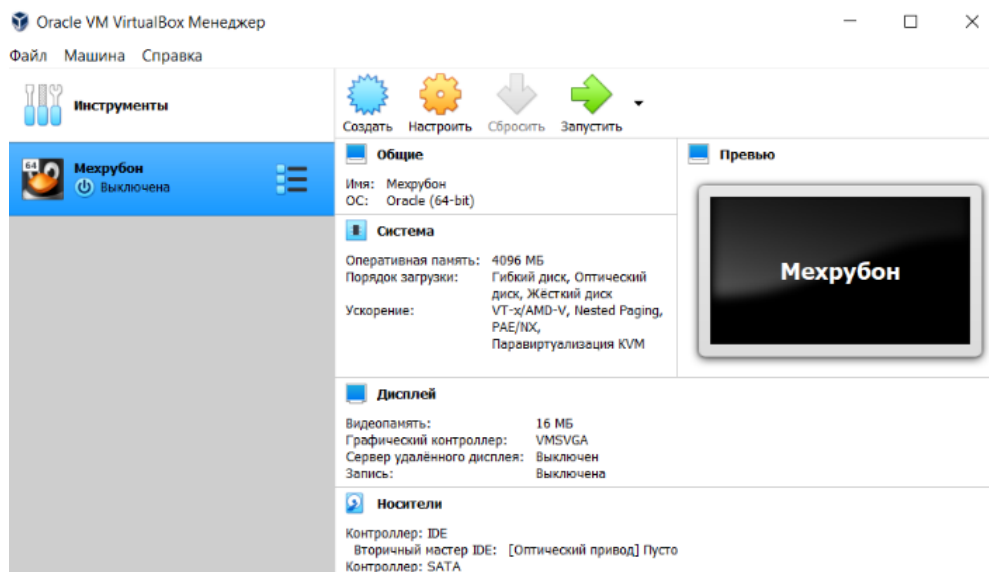 Oracle VM VirtualBox Менеджер
Файл Машина Справка
Инструменты
Создать Настроить Сбросить Запустить
64
Мехрубон
Выключена
Общие
Имя: Мехрубон
ОС: Oracle (64-bit)
Система
Оперативная память: 4096 МБ
Порядок загрузки: Гибкий диск, Оптический
диск, Жёсткий диск
Ускорение: VT-x/AMD-V, Nested Paging,
PAE/NX,
Паравиртуализация KVM
Превью
Мехрубон
Дисплей
Видеопамять: 16 МБ
Графический контроллер: VMSVGA
Сервер удалённого дисплея: Выключен
Запись: Выключена
Носители
Контроллер: IDE
Вторичный мастер IDE: [Оптический привод] Пусто
Контроллер: SATA